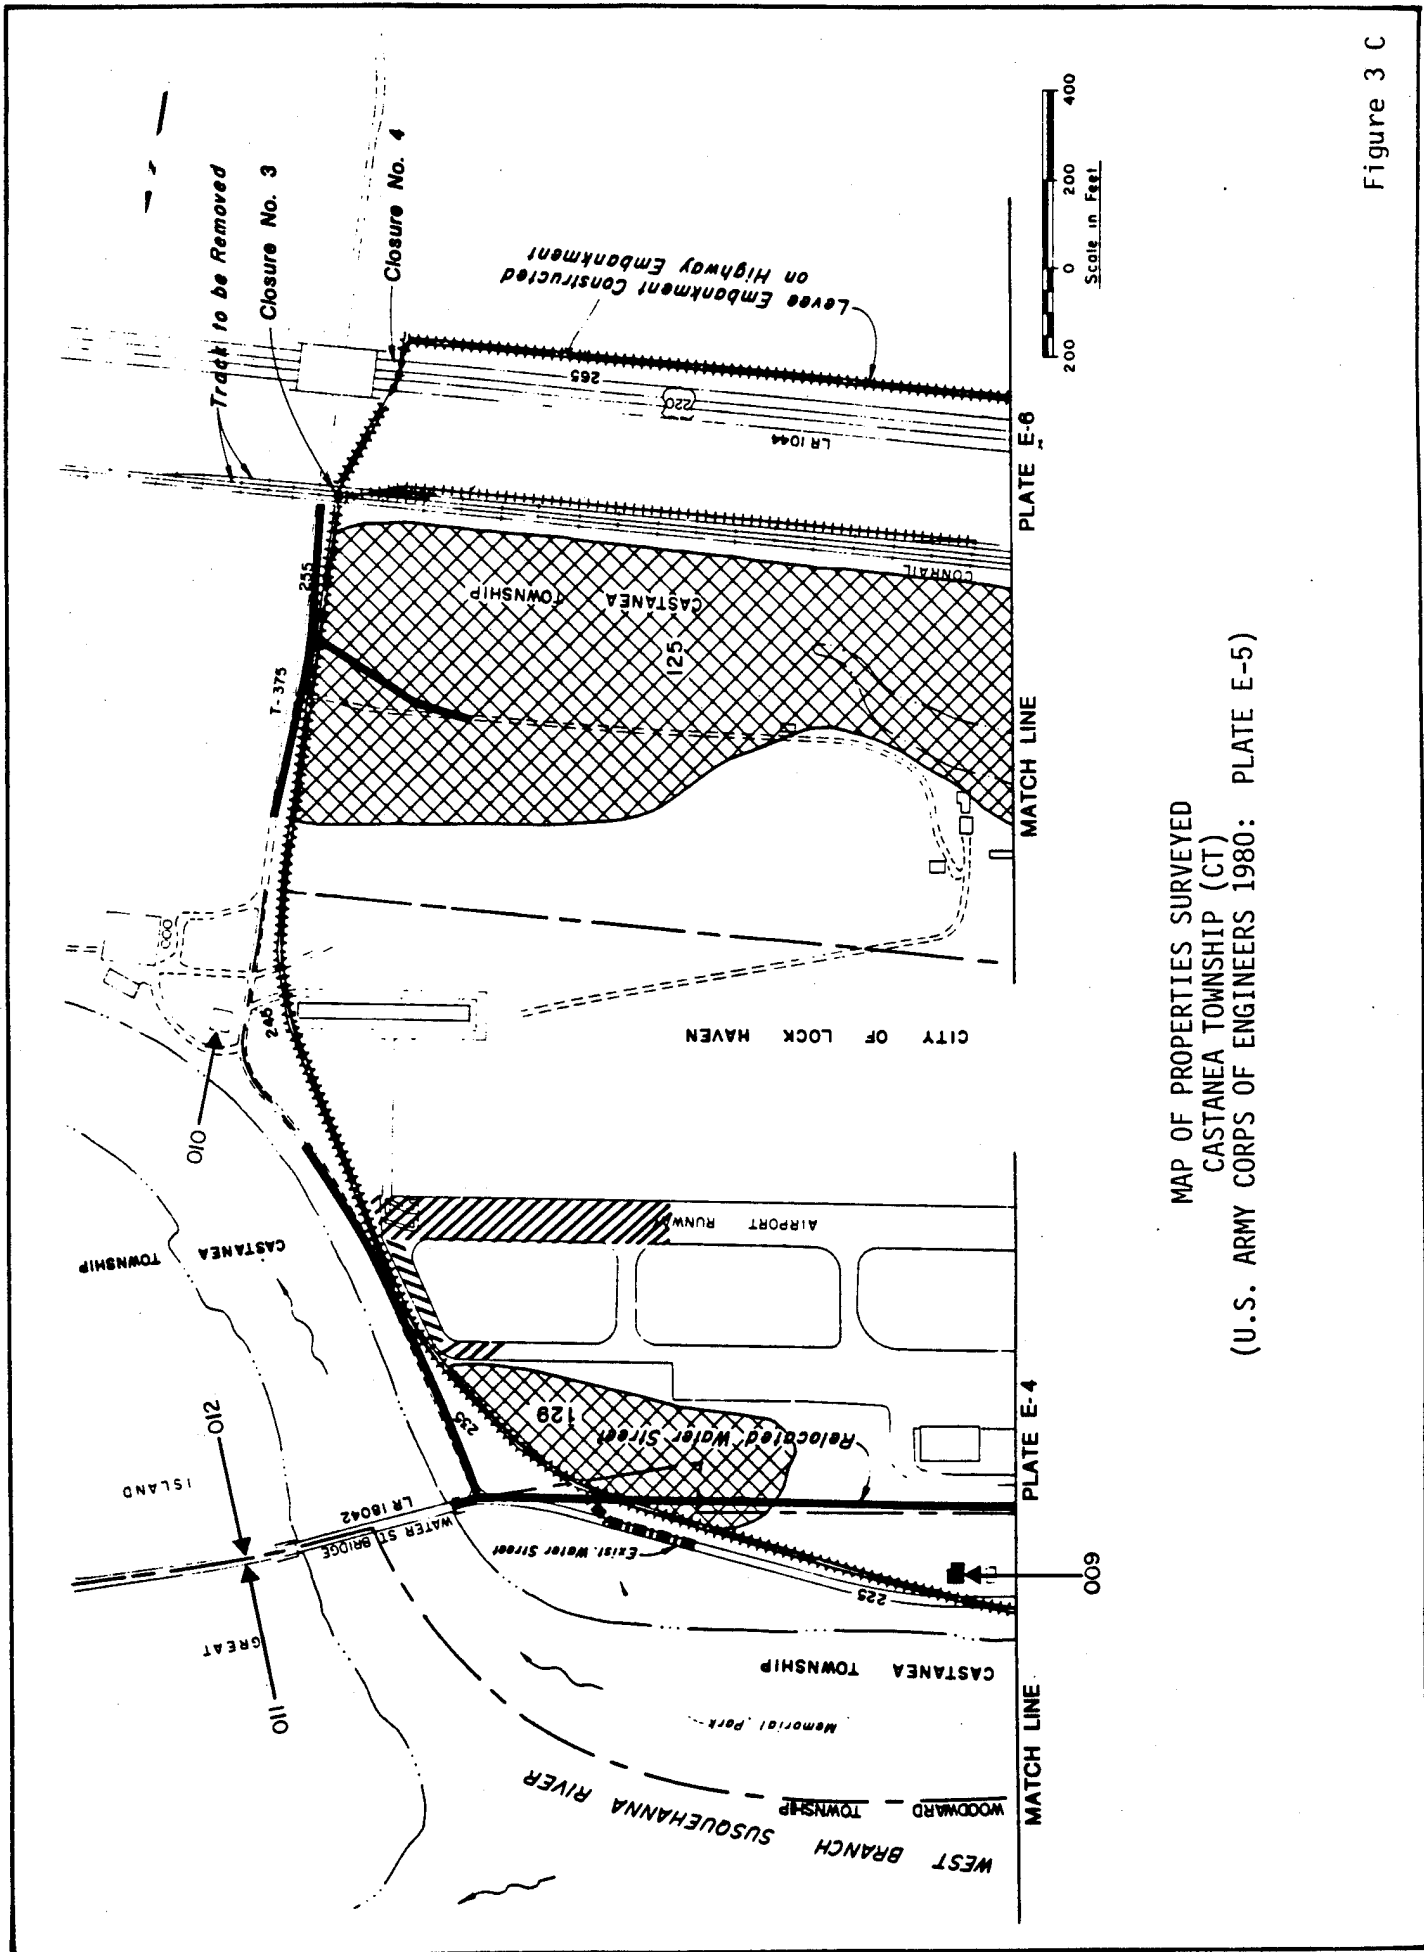 Figure 3 C
Track to be Removed
Closure No. 3
Closure No. 4
Levee Embankment Constructed
on Highway Embankment
200 0 200 400
Scale in Feet
265
220
LR 1044
PLATE E-6
MATCH LINE
CONRAIL
CASTANEA
TOWNSHIP
125
255
T-375
245
010
CITY OF LOCK HAVEN
AIRPORT RUNWA
CASTANEA
TOWNSHIP
012
ISLAND
GREAT
011
LR 18042
WATER ST. BRIDGE
235
129
Relocated Water Street
Exist. Water Street
225
009
PLATE E-4
MATCH LINE
CASTANEA TOWNSHIP
Memorial Park
WOODWARD TOWNSHIP
WEST BRANCH SUSQUEHANNA RIVER
MAP OF PROPERTIES SURVEYED
CASTANEA TOWNSHIP (CT)
(U.S. ARMY CORPS OF ENGINEERS 1980: PLATE E-5)